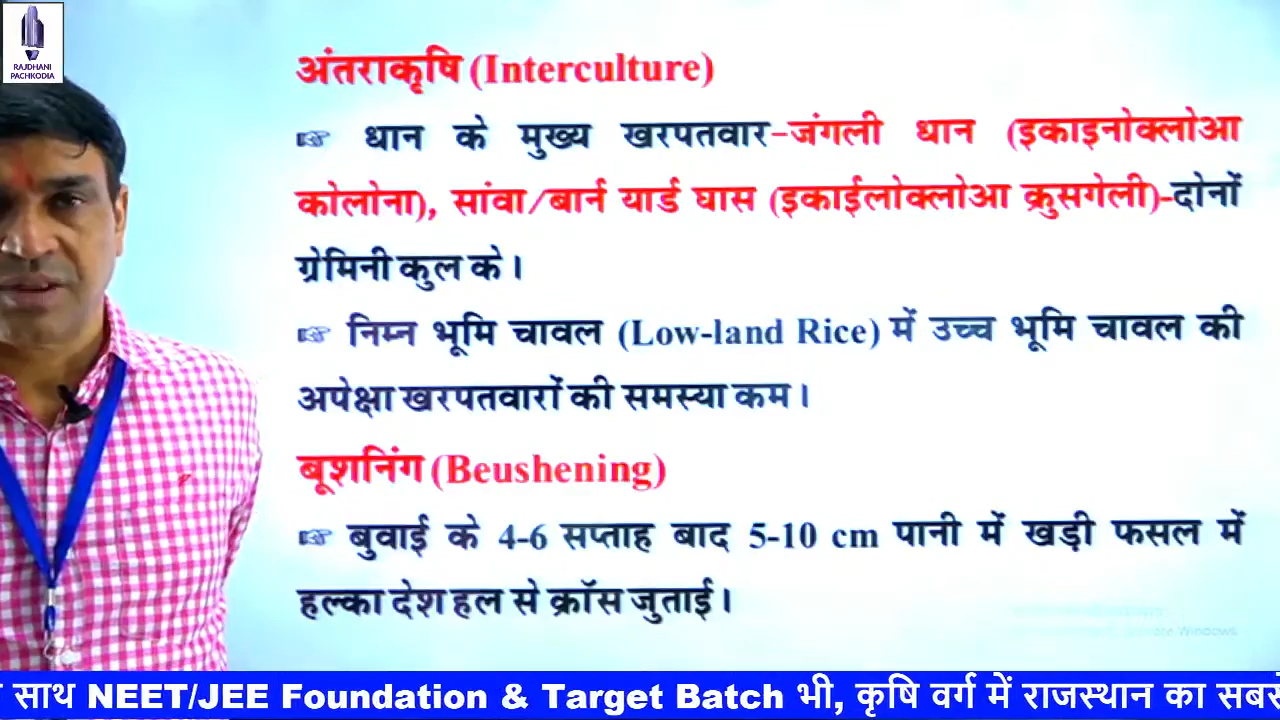 RAJDHANI
PACHKODIA
अंतराकृषि (Interculture)
☞ धान के मुख्य खरपतवार-जंगली धान (इकाइनोक्लोआ
कोलोना), सांवा/बार्न यार्ड घास (इकाईलोक्लोआ क्रुसगेली)-दोनों
ग्रेमिनी कुल के।
☞ निम्न भूमि चावल (Low-land Rice) में उच्च भूमि चावल की
अपेक्षा खरपतवारों की समस्या कम।
बूशनिंग (Beushening)
☞ बुवाई के 4-6 सप्ताह बाद 5-10 cm पानी में खड़ी फसल में
हल्का देश हल से क्रॉस जुताई।
Windows.
साथ NEET/JEE Foundation & Target Batch भी, कृषि वर्ग में राजस्थान का सबसे